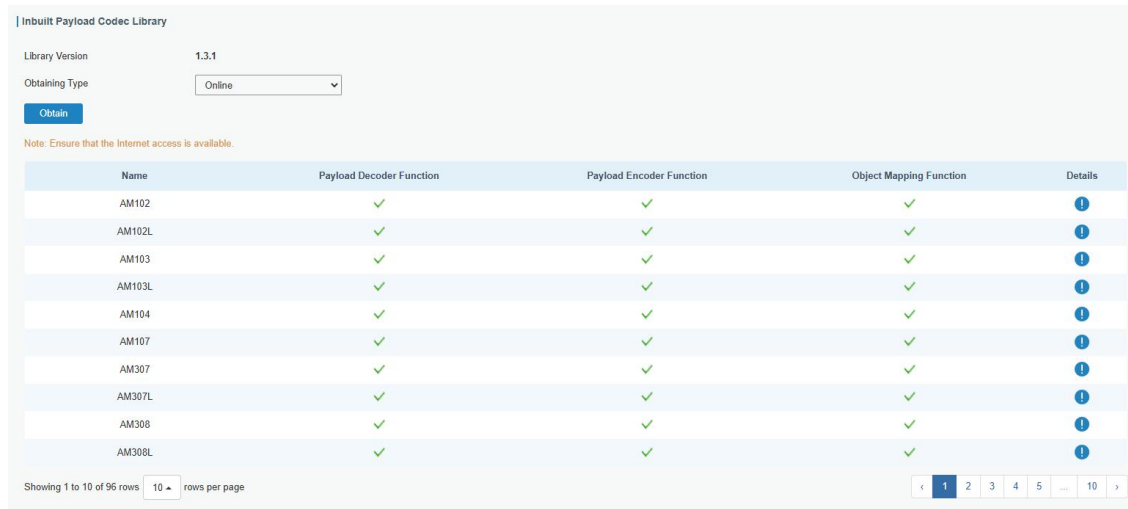 Inbuilt Payload Codec Library
Library Version 1.3.1
Obtaining Type Online
Obtain
Note: Ensure that the Internet access is available.
Name Payload Decoder Function Payload Encoder Function Object Mapping Function Details
AM102
AM102L
AM103
AM103L
AM104
AM107
AM307
AM307L
AM308
AM308L
Showing 1 to 10 of 96 rows 10 rows per page ‹ 1 2 3 4 5 ... 10 ›